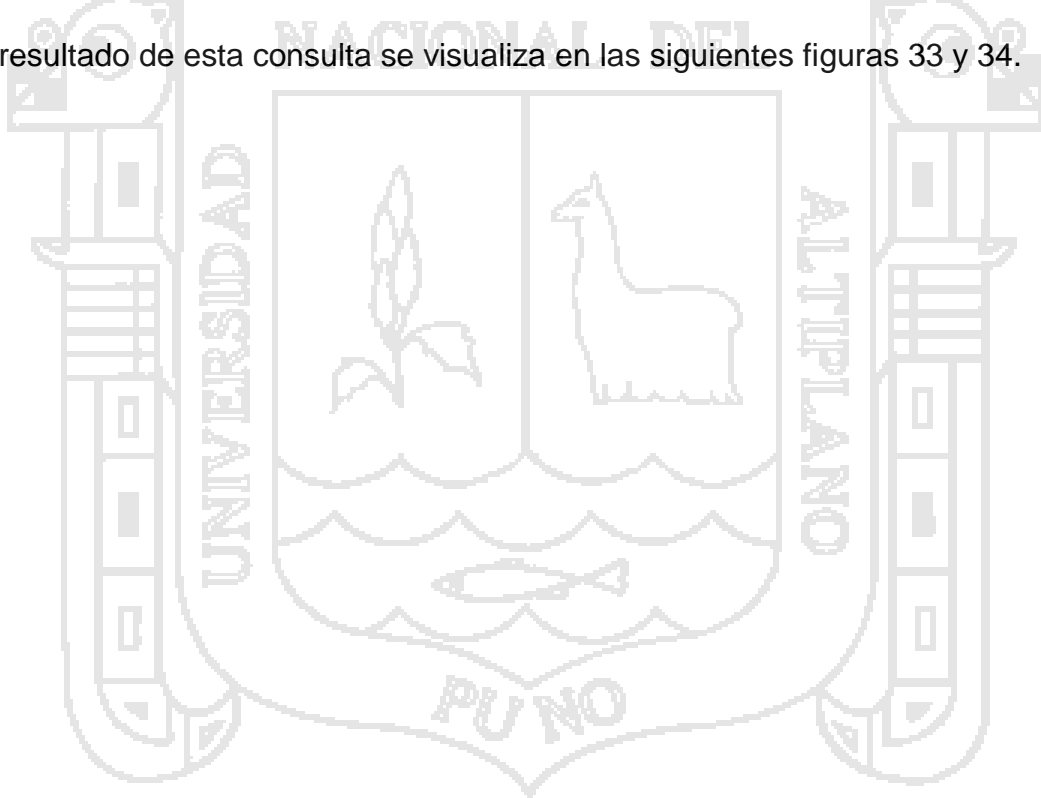 NACIONAL DEL
resultado de esta consulta se visualiza en las siguientes figuras 33 y 34.
UNIVERSIDAD
ALTIPLANO
PUNO